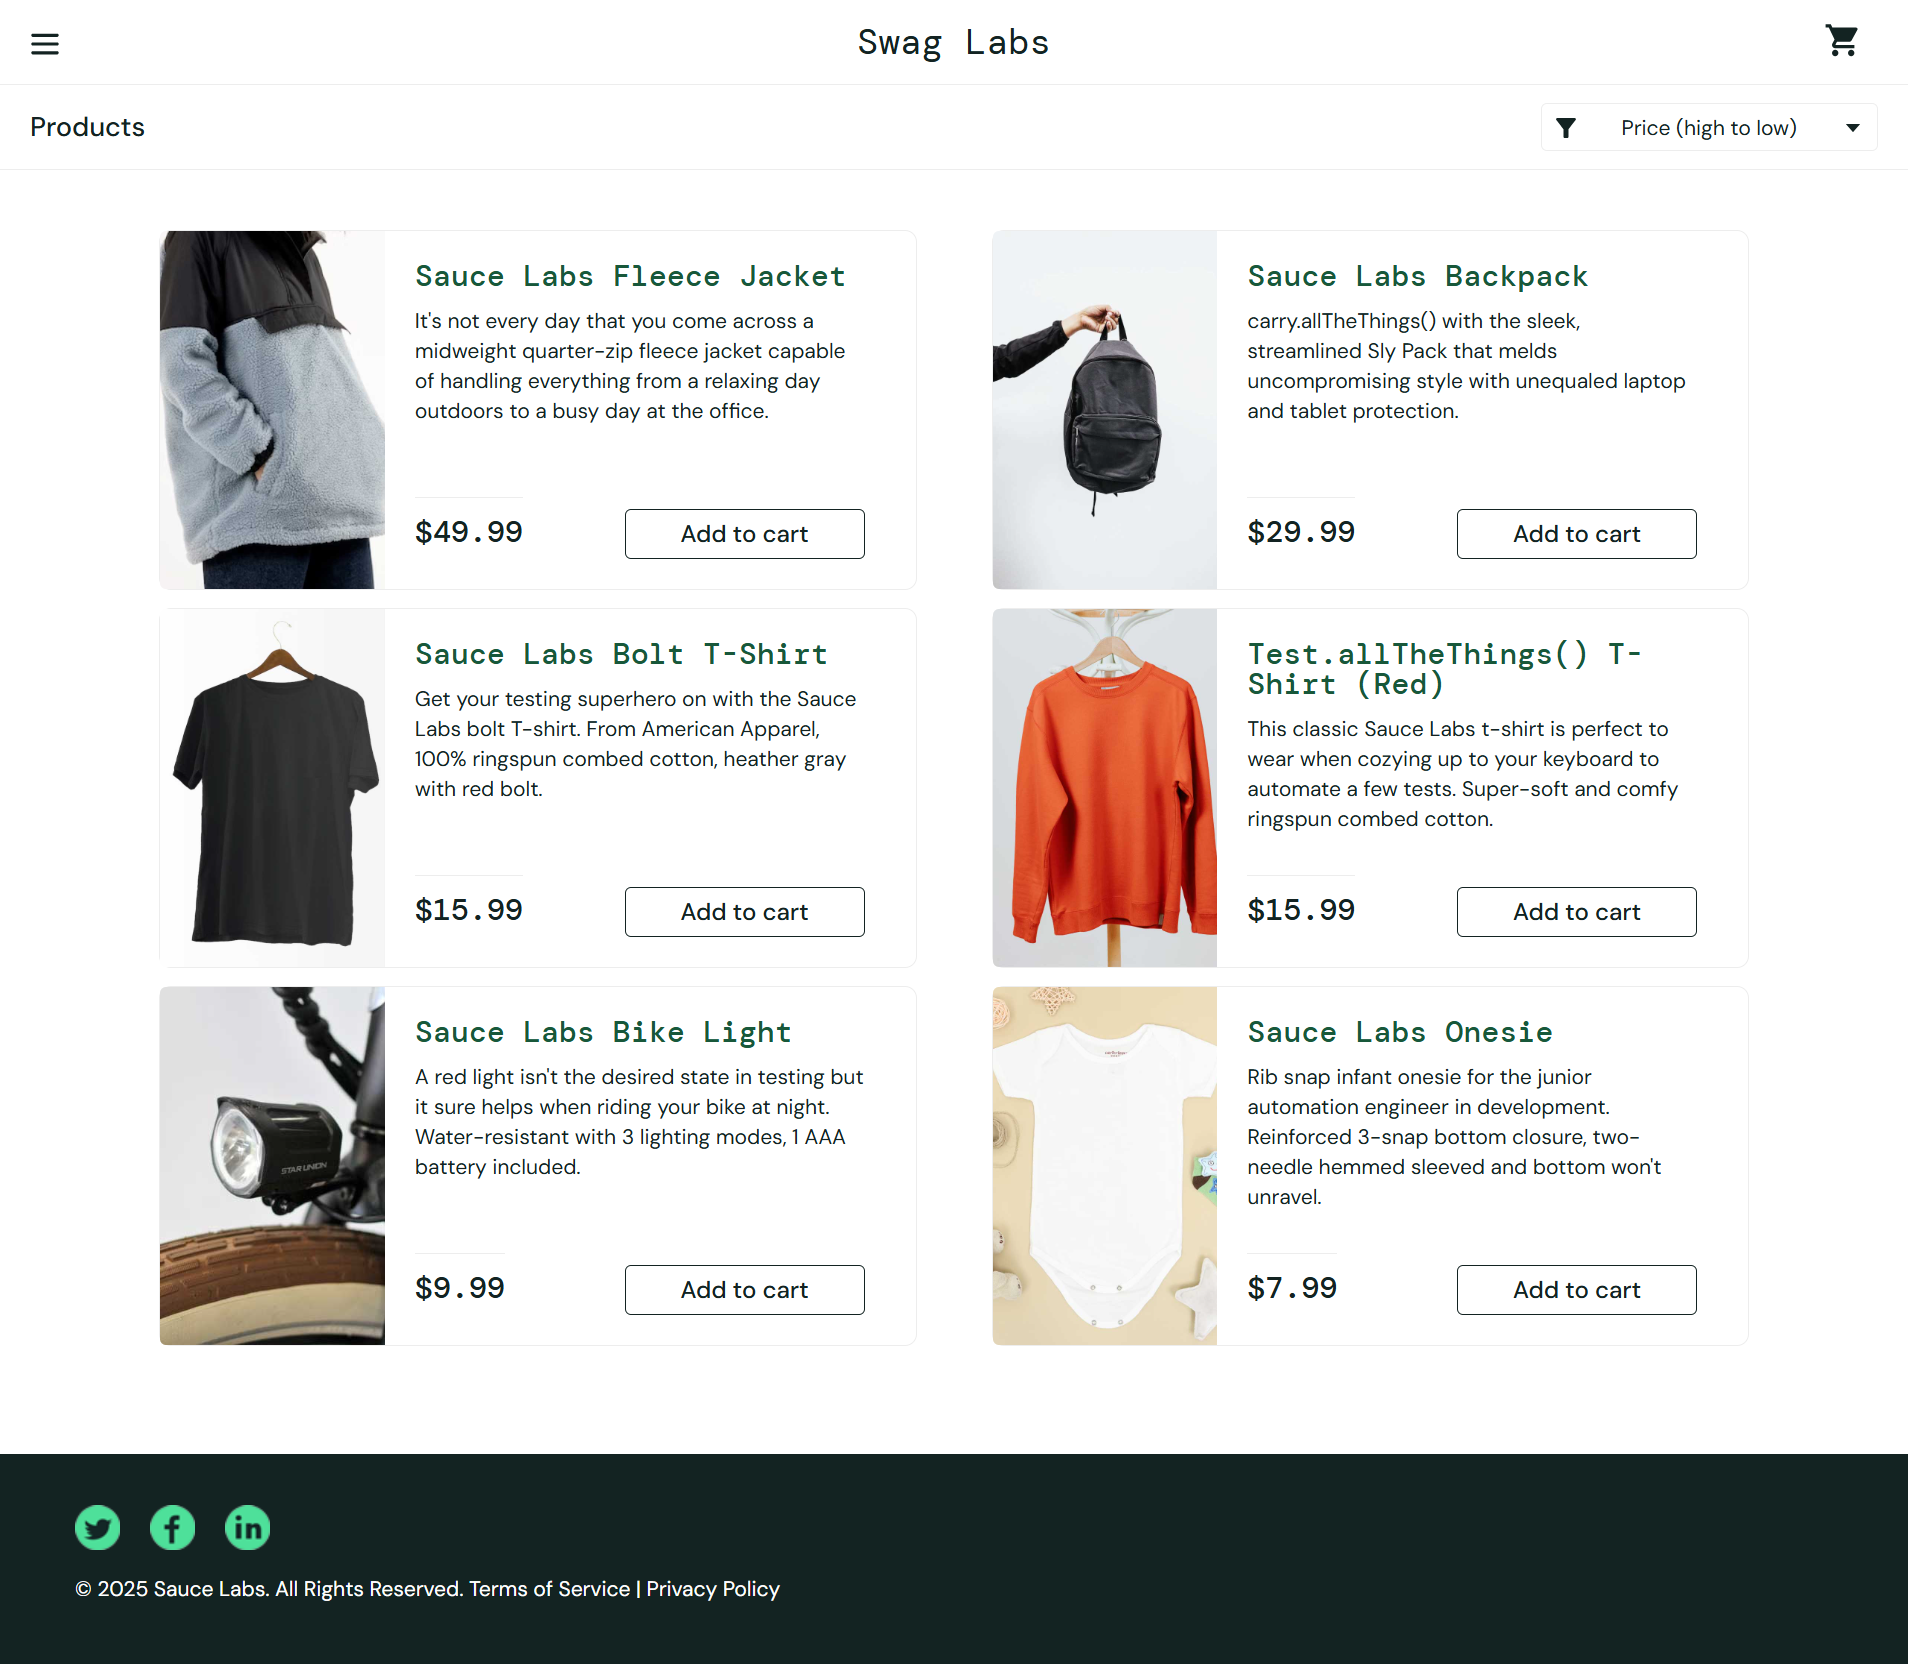 Swag Labs
Products
Price (high to low)
Sauce Labs Fleece Jacket
It's not every day that you come across a
midweight quarter-zip fleece jacket capable
of handling everything from a relaxing day
outdoors to a busy day at the office.
$49.99
Add to cart
Sauce Labs Backpack
carry.allTheThings() with the sleek,
streamlined Sly Pack that melds
uncompromising style with unequaled laptop
and tablet protection.
$29.99
Add to cart
Sauce Labs Bolt T-Shirt
Get your testing superhero on with the Sauce
Labs bolt T-shirt. From American Apparel,
100% ringspun combed cotton, heather gray
with red bolt.
$15.99
Add to cart
Test.allTheThings() T-
Shirt (Red)
This classic Sauce Labs t-shirt is perfect to
wear when cozying up to your keyboard to
automate a few tests. Super-soft and comfy
ringspun combed cotton.
$15.99
Add to cart
STAR UNION
Sauce Labs Bike Light
A red light isn't the desired state in testing but
it sure helps when riding your bike at night.
Water-resistant with 3 lighting modes, 1 AAA
battery included.
$9.99
Add to cart
Sauce Labs Onesie
Rib snap infant onesie for the junior
automation engineer in development.
Reinforced 3-snap bottom closure, two-
needle hemmed sleeved and bottom won't
unravel.
$7.99
Add to cart
© 2025 Sauce Labs. All Rights Reserved. Terms of Service | Privacy Policy